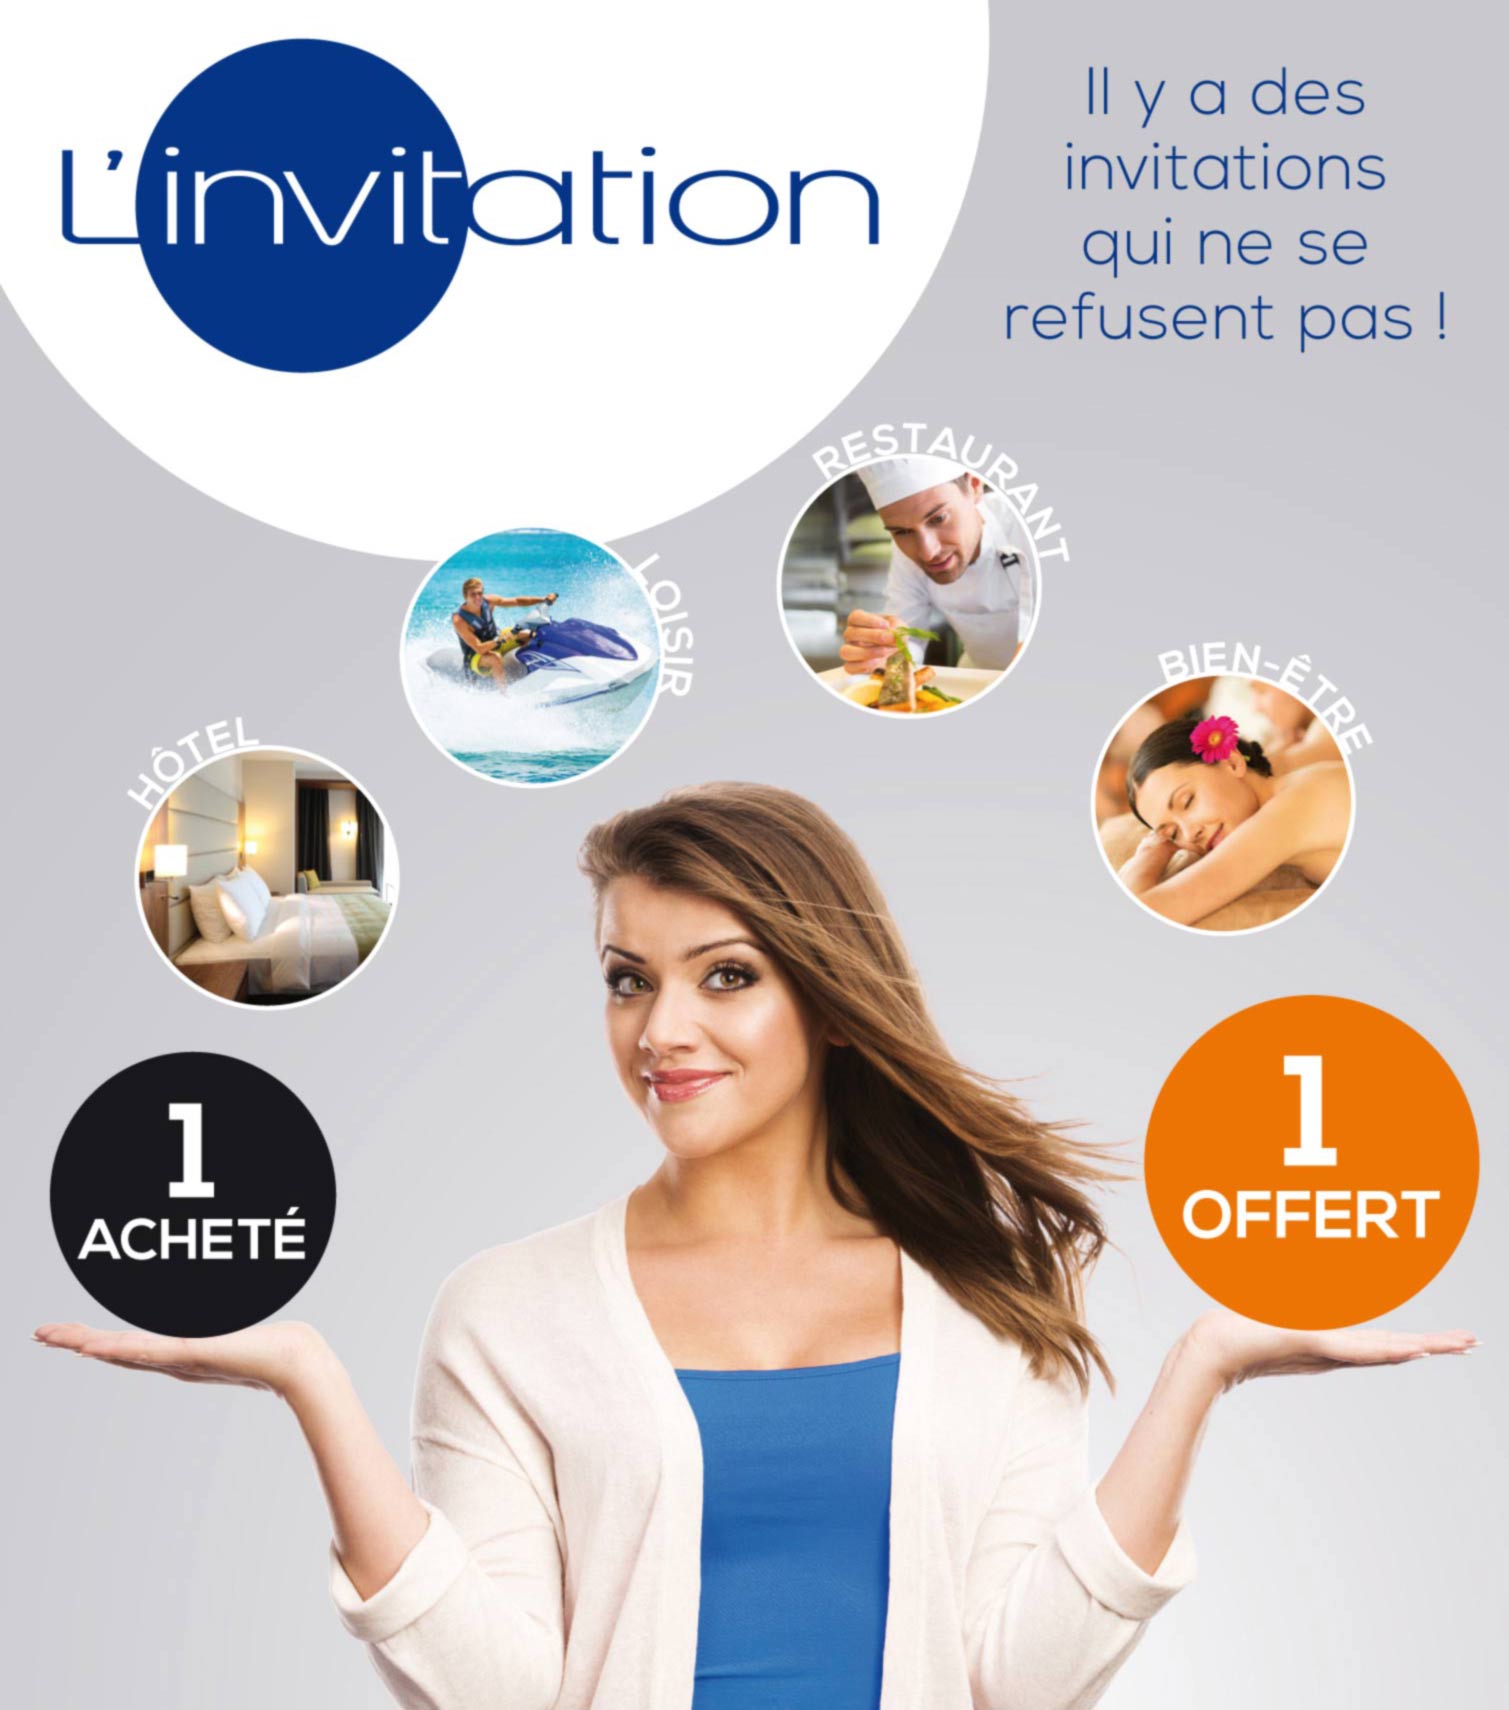 L'invitation
Il y a des
invitations
qui ne se
refusent pas !
RESTAURANT
LOISIR
BIEN-ÊTRE
HÔTEL
1
ACHETÉ
1
OFFERT